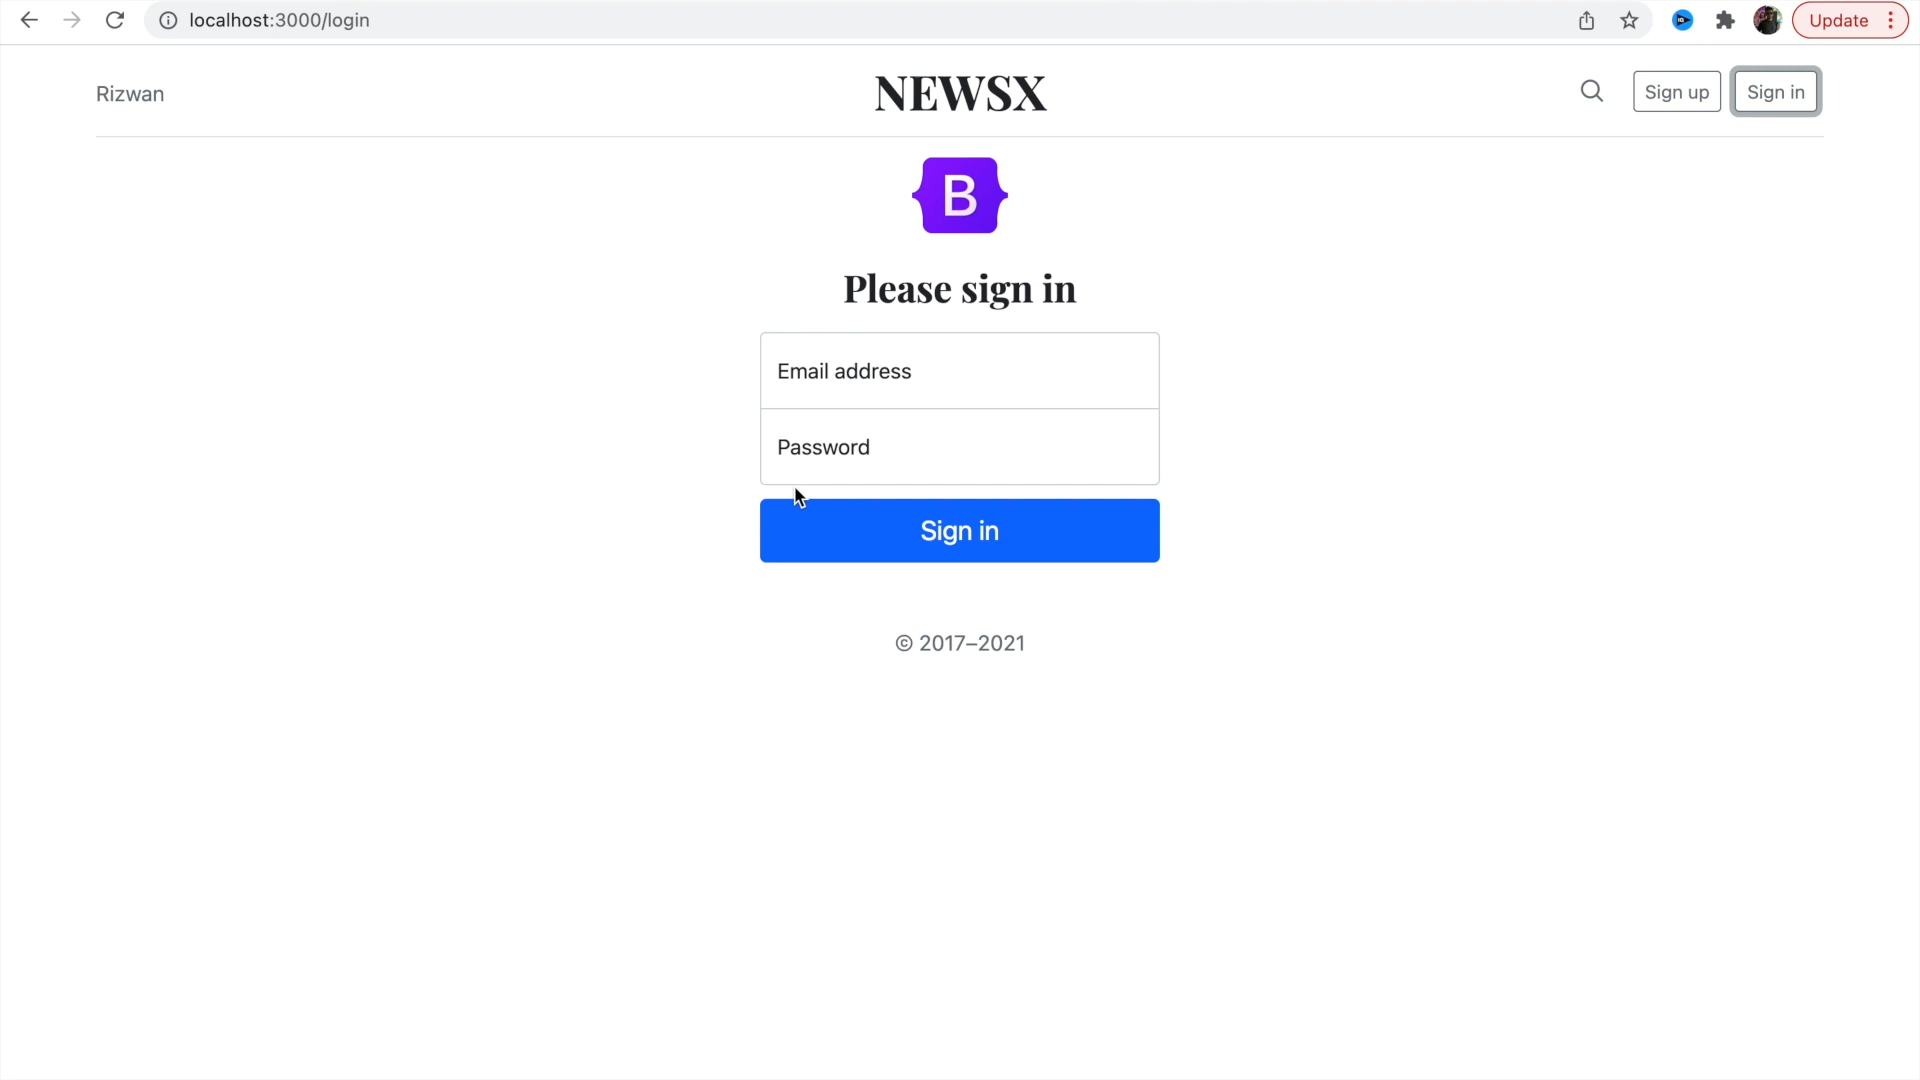 localhost:3000/login
Update
Rizwan
NEWSX
Sign up
Sign in
B
Please sign in
Email address
Password
Sign in
© 2017–2021